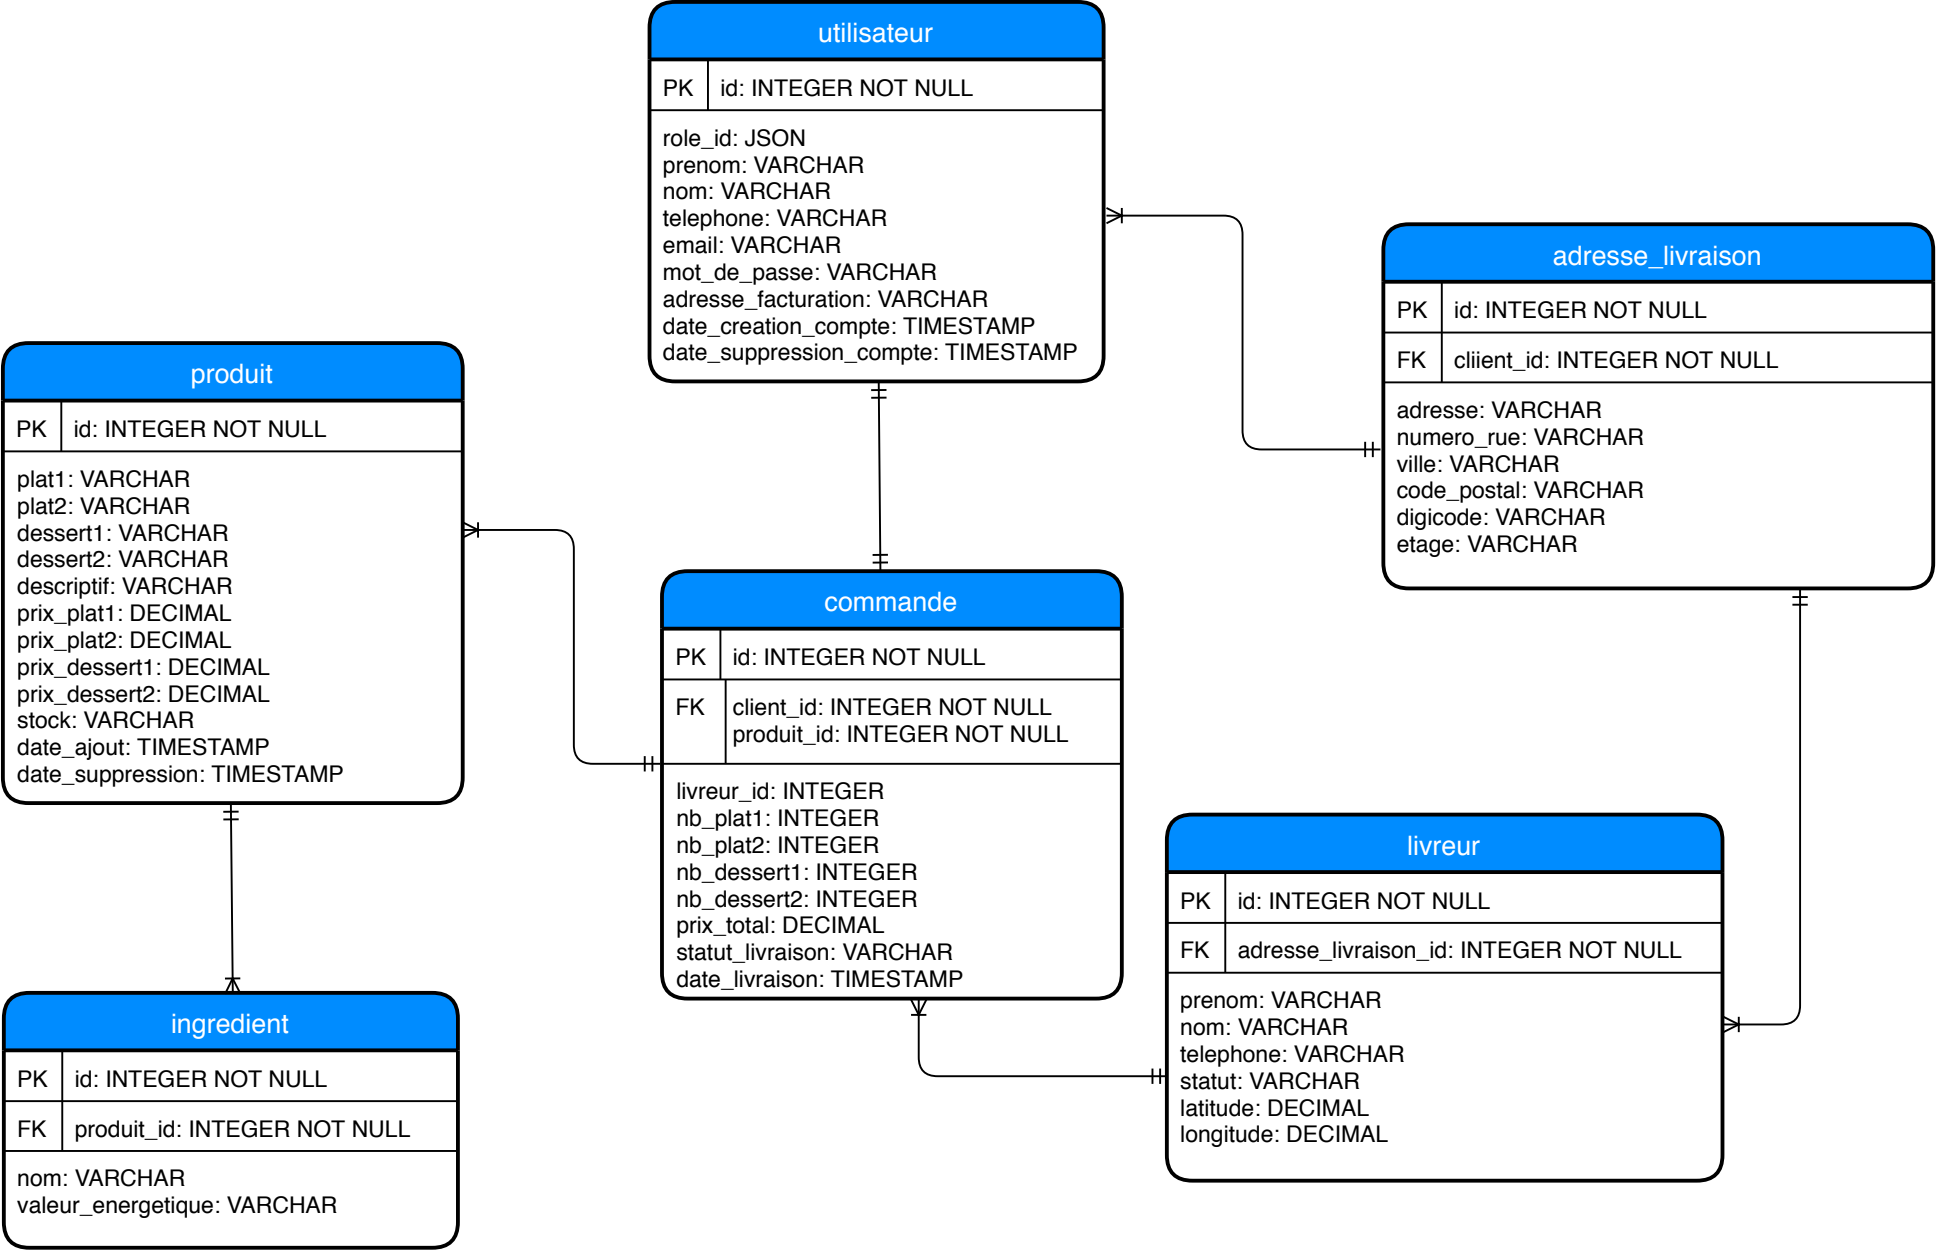 utilisateur
PK id: INTEGER NOT NULL
role_id: JSON
prenom: VARCHAR
nom: VARCHAR
telephone: VARCHAR
email: VARCHAR
mot_de_passe: VARCHAR
adresse_facturation: VARCHAR
date_creation_compte: TIMESTAMP
date_suppression_compte: TIMESTAMP
adresse_livraison
PK id: INTEGER NOT NULL
FK cliient_id: INTEGER NOT NULL
adresse: VARCHAR
numero_rue: VARCHAR
ville: VARCHAR
code_postal: VARCHAR
digicode: VARCHAR
etage: VARCHAR
produit
PK id: INTEGER NOT NULL
plat1: VARCHAR
plat2: VARCHAR
dessert1: VARCHAR
dessert2: VARCHAR
descriptif: VARCHAR
prix_plat1: DECIMAL
prix_plat2: DECIMAL
prix_dessert1: DECIMAL
prix_dessert2: DECIMAL
stock: VARCHAR
date_ajout: TIMESTAMP
date_suppression: TIMESTAMP
commande
PK id: INTEGER NOT NULL
FK client_id: INTEGER NOT NULL
produit_id: INTEGER NOT NULL
livreur_id: INTEGER
nb_plat1: INTEGER
nb_plat2: INTEGER
nb_dessert1: INTEGER
nb_dessert2: INTEGER
prix_total: DECIMAL
statut_livraison: VARCHAR
date_livraison: TIMESTAMP
livreur
PK id: INTEGER NOT NULL
FK adresse_livraison_id: INTEGER NOT NULL
prenom: VARCHAR
nom: VARCHAR
telephone: VARCHAR
statut: VARCHAR
latitude: DECIMAL
longitude: DECIMAL
ingredient
PK id: INTEGER NOT NULL
FK produit_id: INTEGER NOT NULL
nom: VARCHAR
valeur_energetique: VARCHAR